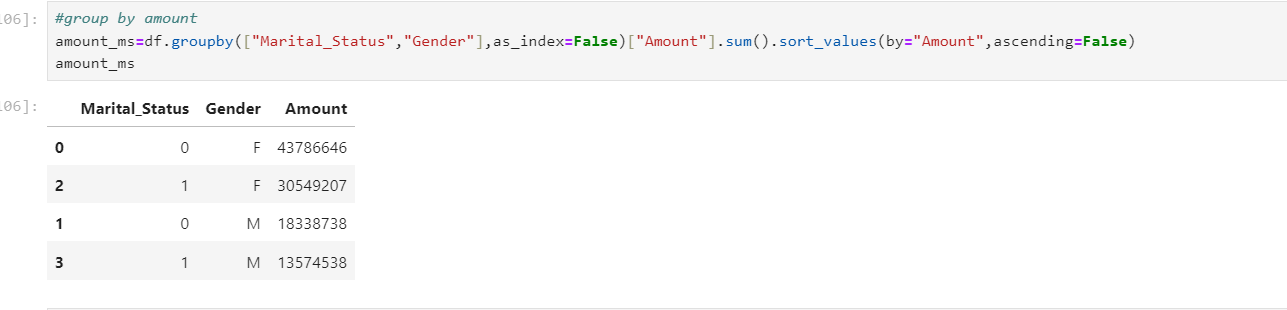 106]:
#group by amount
amount_ms=df.groupby(["Marital_Status","Gender"],as_index=False)["Amount"].sum().sort_values(by="Amount",ascending=False)
amount_ms
106]:
Marital_Status Gender Amount
0 0 F 43786646
2 1 F 30549207
1 0 M 18338738
3 1 M 13574538